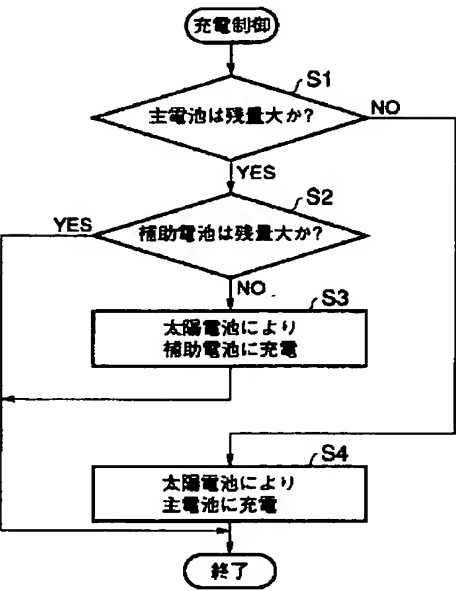 充電制御
S1
主電池は残量大か?
NO
YES
S2
YES
補助電池は残量大か?
NO
S3
太陽電池により
補助電池に充電
S4
太陽電池により
主電池に充電
終了